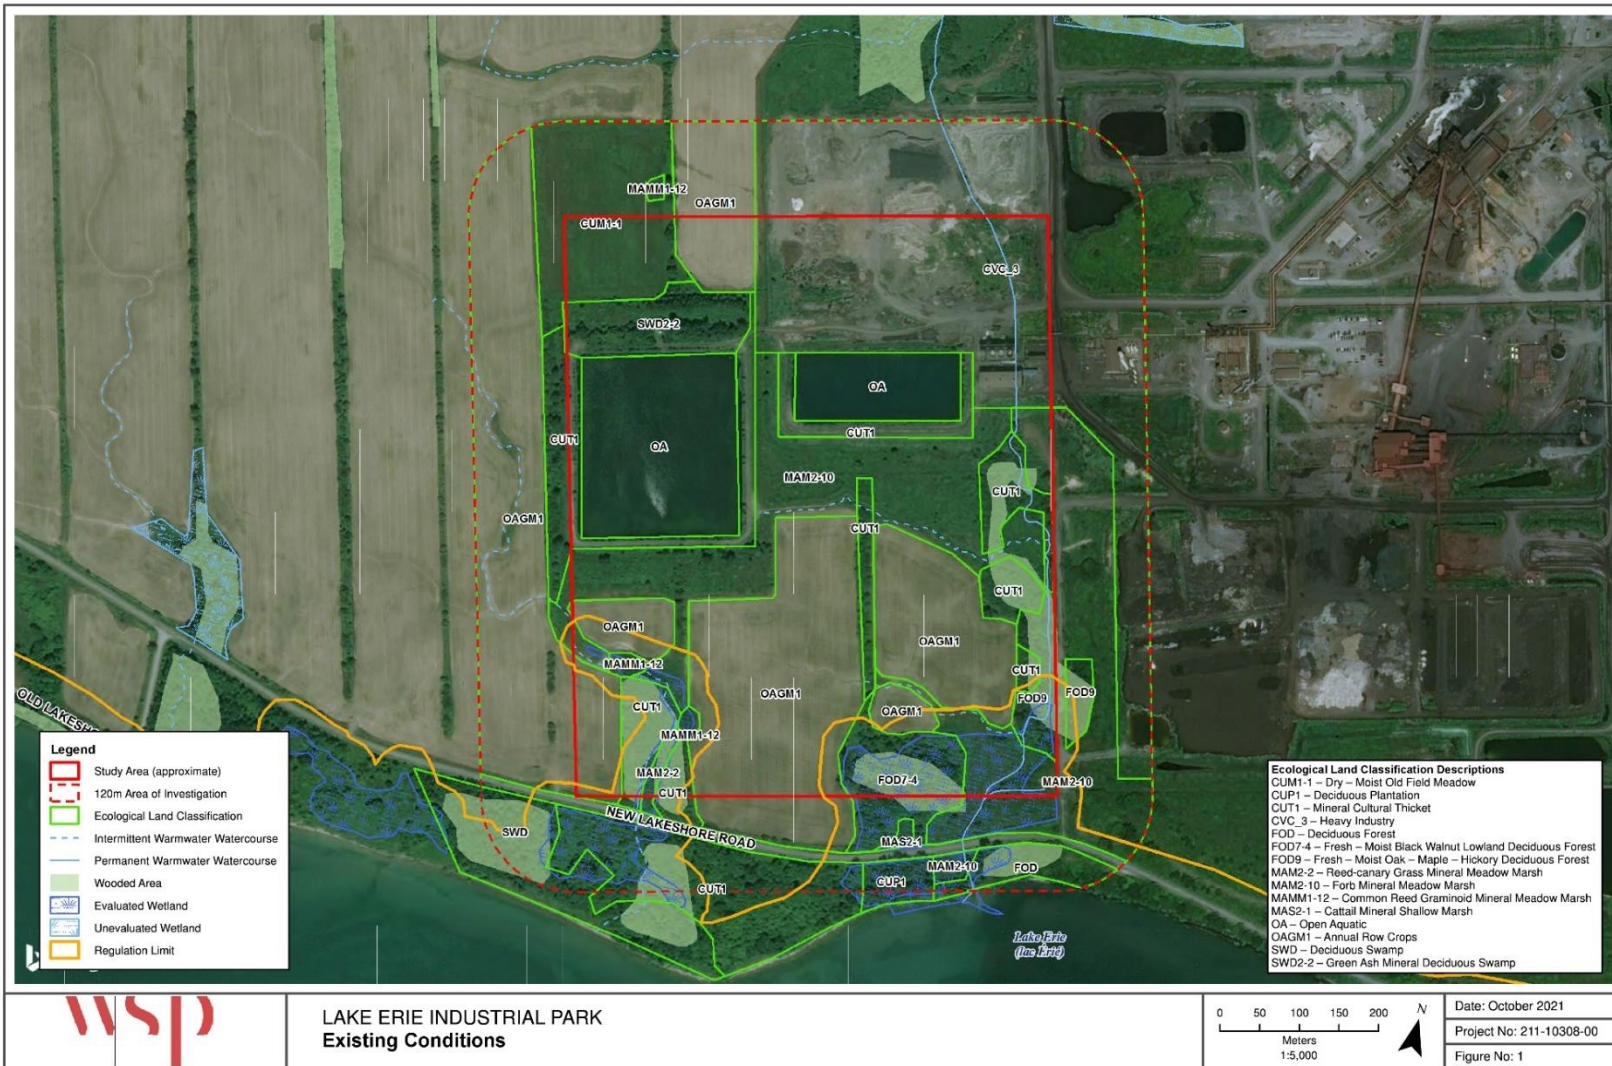 MAMM1-12
OAGM1
CUM1-1
CVC_3
SWD2-2
OA
OA
CUT1
CUT1
MAM2-10
CUT1
OAGM1
CUT1
CUT1
OAGM1
OAGM1
MAMM1-12
CUT1
OAGM1
CUT1
FOD9
FOD9
OAGM1
MAMM1-12
MAM2-2
CUT1
FOD7-4
MAM2-10
OLD LAKESH
NEW LAKESHORE ROAD
SWD
MAS2-1
MAM2-10
FOD
CUP1
CUT1
Lake Erie
(lac Érié)
Legend
Study Area (approximate)
120m Area of Investigation
Ecological Land Classification
Intermittent Warmwater Watercourse
Permanent Warmwater Watercourse
Wooded Area
Evaluated Wetland
Unevaluated Wetland
Regulation Limit
Ecological Land Classification Descriptions
CUM1-1 – Dry – Moist Old Field Meadow
CUP1 – Deciduous Plantation
CUT1 – Mineral Cultural Thicket
CVC_3 – Heavy Industry
FOD – Deciduous Forest
FOD7-4 – Fresh – Moist Black Walnut Lowland Deciduous Forest
FOD9 – Fresh – Moist Oak – Maple – Hickory Deciduous Forest
MAM2-2 – Reed-canary Grass Mineral Meadow Marsh
MAM2-10 – Forb Mineral Meadow Marsh
MAMM1-12 – Common Reed Graminoid Mineral Meadow Marsh
MAS2-1 – Cattail Mineral Shallow Marsh
OA – Open Aquatic
OAGM1 – Annual Row Crops
SWD – Deciduous Swamp
SWD2-2 – Green Ash Mineral Deciduous Swamp
wsp
LAKE ERIE INDUSTRIAL PARK
Existing Conditions
0 50 100 150 200
Meters
1:5,000
N
Date: October 2021
Project No: 211-10308-00
Figure No: 1